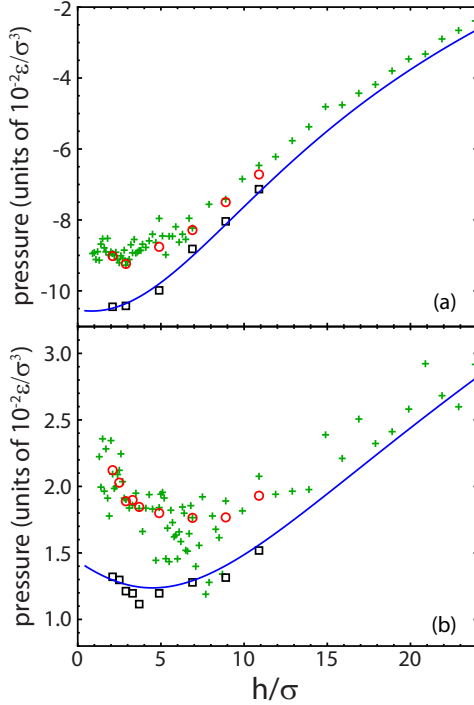 -2
-4
-6
-8
-10
pressure (units of 10⁻²ε/σ³)
(a)
3.0
2.5
2.0
1.5
1.0
pressure (units of 10⁻²ε/σ³)
(b)
0 5 10 15 20
h/σ